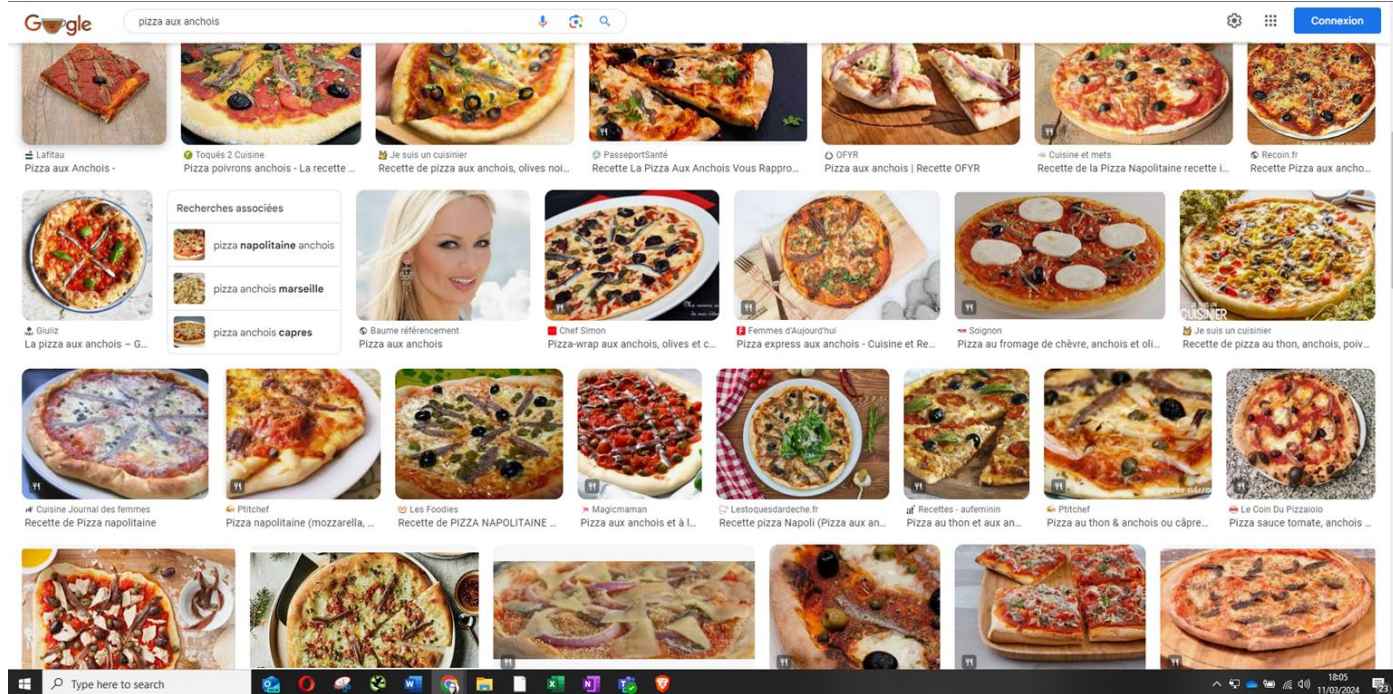 Google
pizza aux anchois
Connexion
Lafitau
Pizza aux Anchois -
Toqués 2 Cuisine
Pizza poivrons anchois - La recette ...
Je suis un cuisinier
Recette de pizza aux anchois, olives noi...
PasseportSanté
Recette La Pizza Aux Anchois Vous Rappro...
OFYR
Pizza aux anchois | Recette OFYR
Cuisine et mets
Recette de la Pizza Napolitaine recette i...
Recoin.fr
Recette Pizza aux ancho...
Giuliz
La pizza aux anchois – G...
Recherches associées
pizza napolitaine anchois
pizza anchois marseille
pizza anchois capres
Baume référencement
Pizza aux anchois
Chef Simon
Pizza-wrap aux anchois, olives et c...
Femmes d'Aujourd'hui
Pizza express aux anchois - Cuisine et Re...
Soignon
Pizza au fromage de chèvre, anchois et oli...
CUISINIER
Je suis un cuisinier
Recette de pizza au thon, anchois, poiv...
Cuisine Journal des femmes
Recette de Pizza napolitaine
Ptitchef
Pizza napolitaine (mozzarella, ...
Les Foodies
Recette de PIZZA NAPOLITAINE ...
Magicmaman
Pizza aux anchois et à l...
Lestoquesdardeche.fr
Recette pizza Napoli (Pizza aux an...
Recettes - aufeminin
Pizza au thon et aux an...
Ptitchef
Pizza au thon & anchois ou câpre...
Le Coin Du Pizzaiolo
Pizza sauce tomate, anchois ...
Type here to search
18:05
11/03/2024